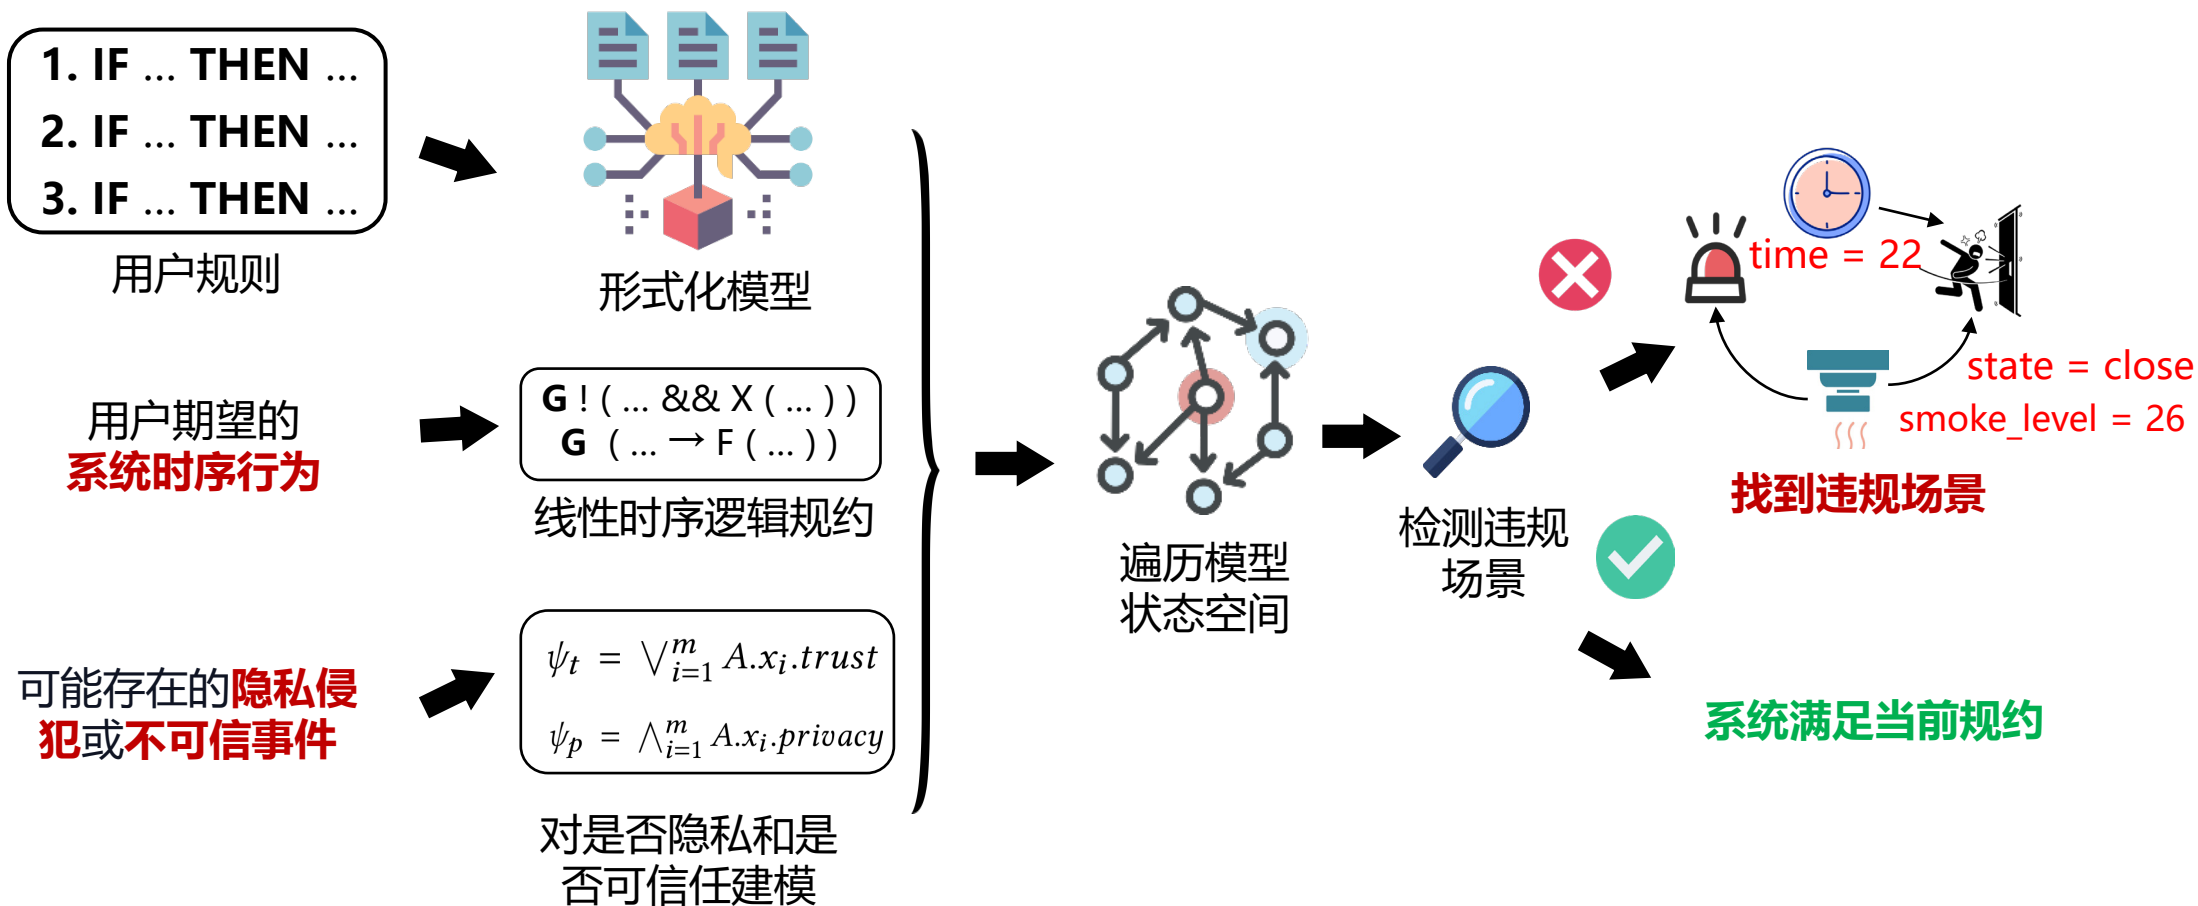 1. IF ... THEN ...
2. IF ... THEN ...
3. IF ... THEN ...
用户规则
形式化模型
用户期望的
系统时序行为
G ! ( ... && X ( ... ) )
G ( ... → F ( ... ) )
线性时序逻辑规约
可能存在的隐私侵
犯或不可信事件
ψ_t = ⋁_{i=1}^{m} A.x_i.trust
ψ_p = ⋀_{i=1}^{m} A.x_i.privacy
对是否隐私和是
否可信任建模
遍历模型
状态空间
检测违规
场景
time = 22
state = close
smoke_level = 26
找到违规场景
系统满足当前规约